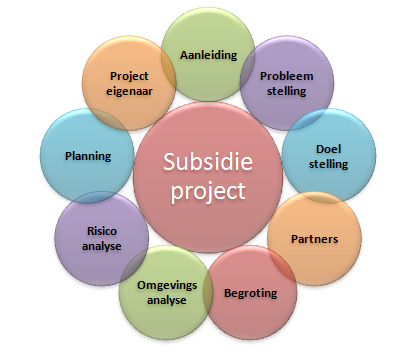 Aanleiding
Probleem
stelling
Doel
stelling
Partners
Begroting
Omgevings
analyse
Risico
analyse
Planning
Project
eigenaar
Subsidie
project